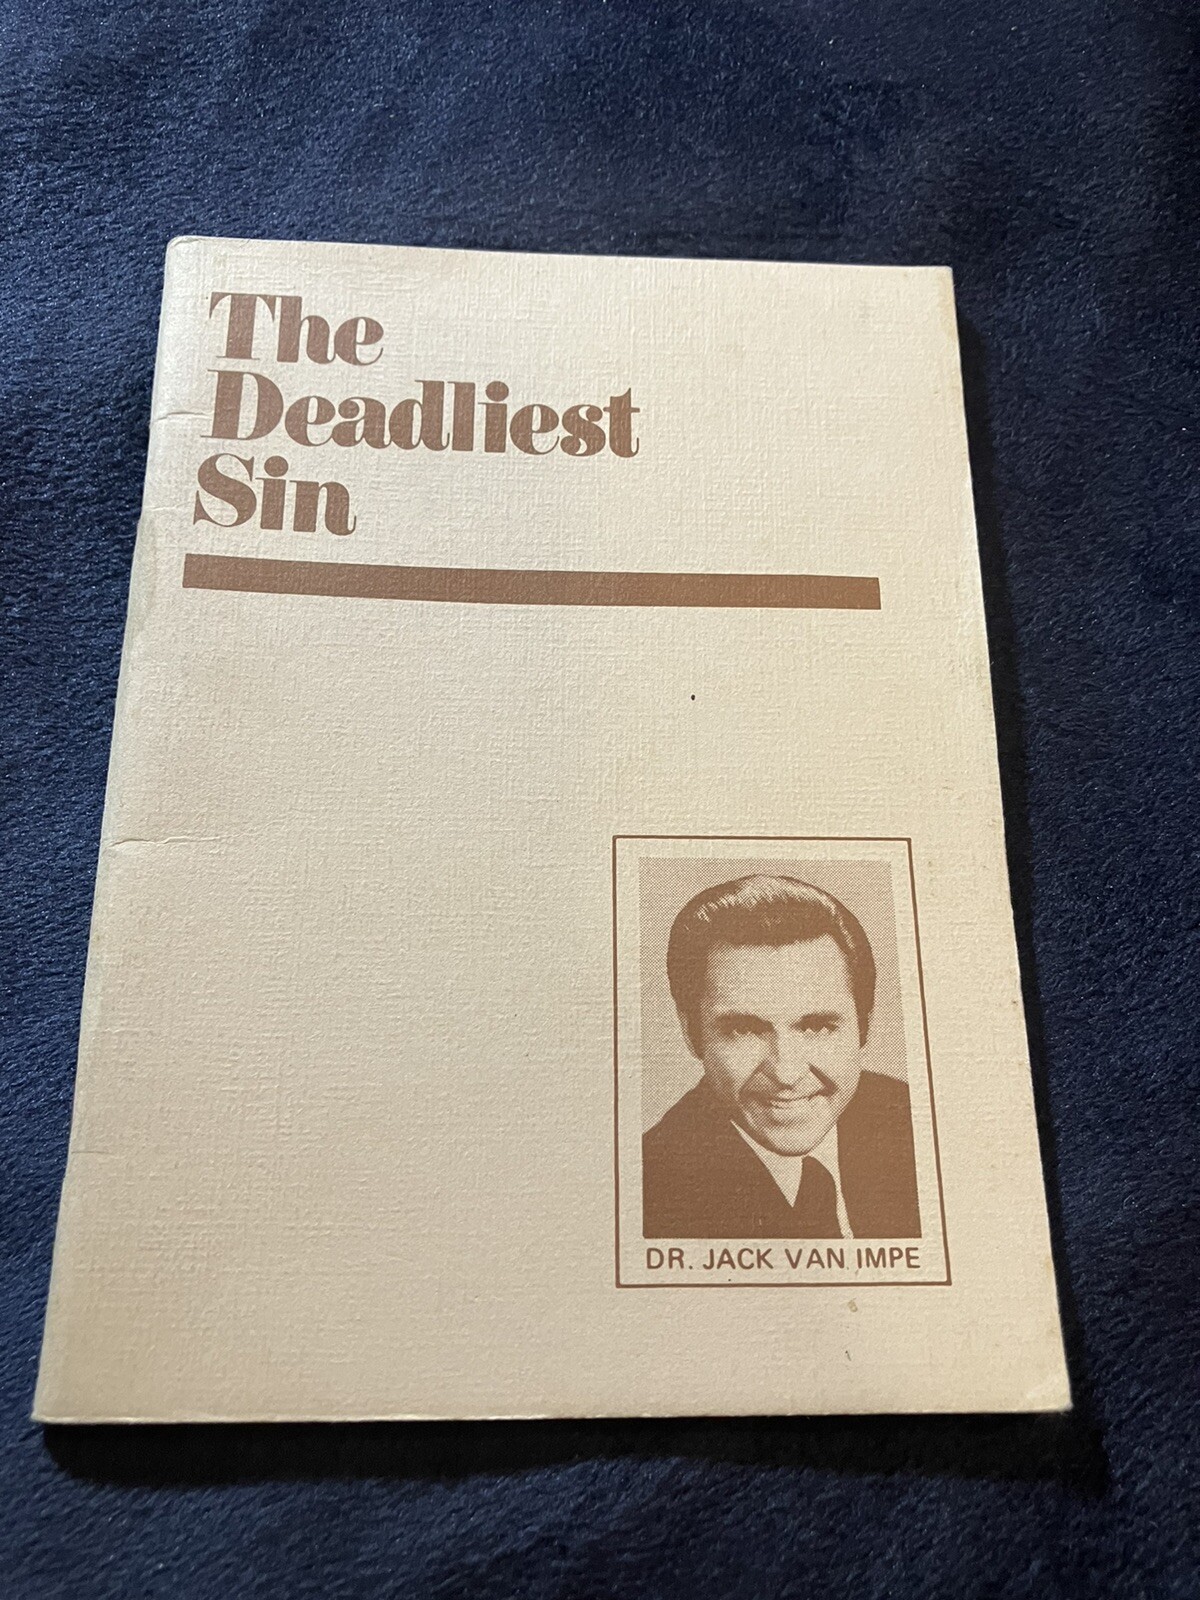 The
Deadliest
Sin
DR. JACK VAN IMPE